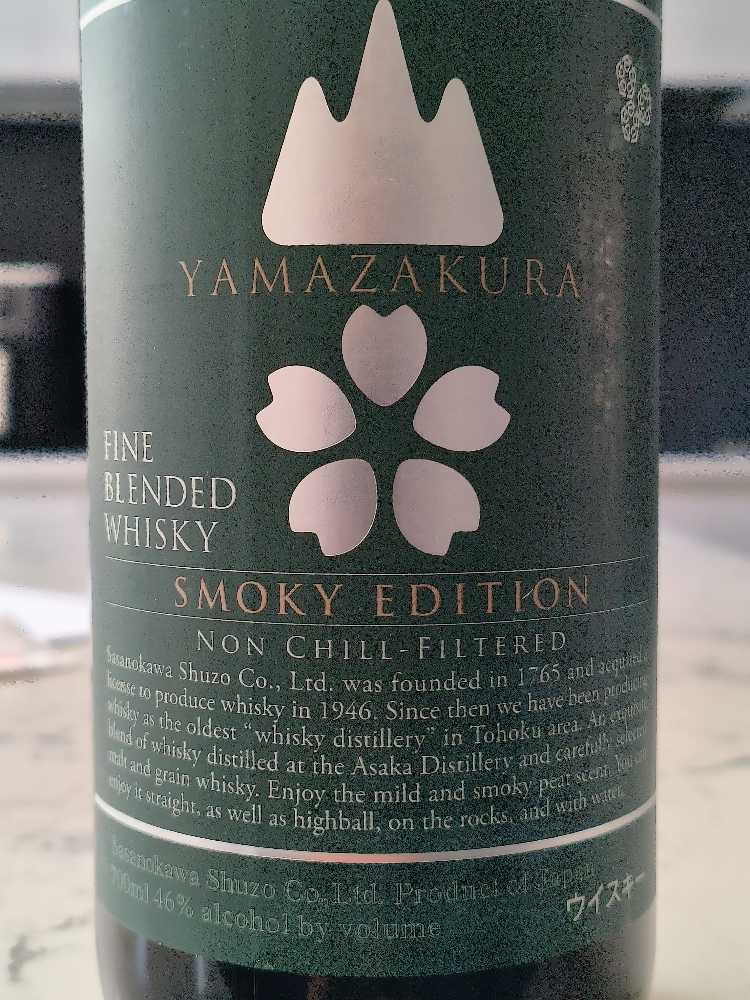 YAMAZAKURA
FINE
BLENDED
WHISKY
SMOKY EDITION
NON CHILL-FILTERED
Sasanokawa Shuzo Co., Ltd. was founded in 1765 and acquired a
license to produce whisky in 1946. Since then we have been producing
whisky as the oldest "whisky distillery" in Tohoku area. An exquisite
blend of whisky distilled at the Asaka Distillery and carefully selected
malt and grain whisky. Enjoy the mild and smoky peat scent. You can
enjoy it straight, as well as highball, on the rocks, and with water.
Sasanokawa Shuzo Co., Ltd. Product of Japan
700ml 46% alcohol by volume
ウイスキー